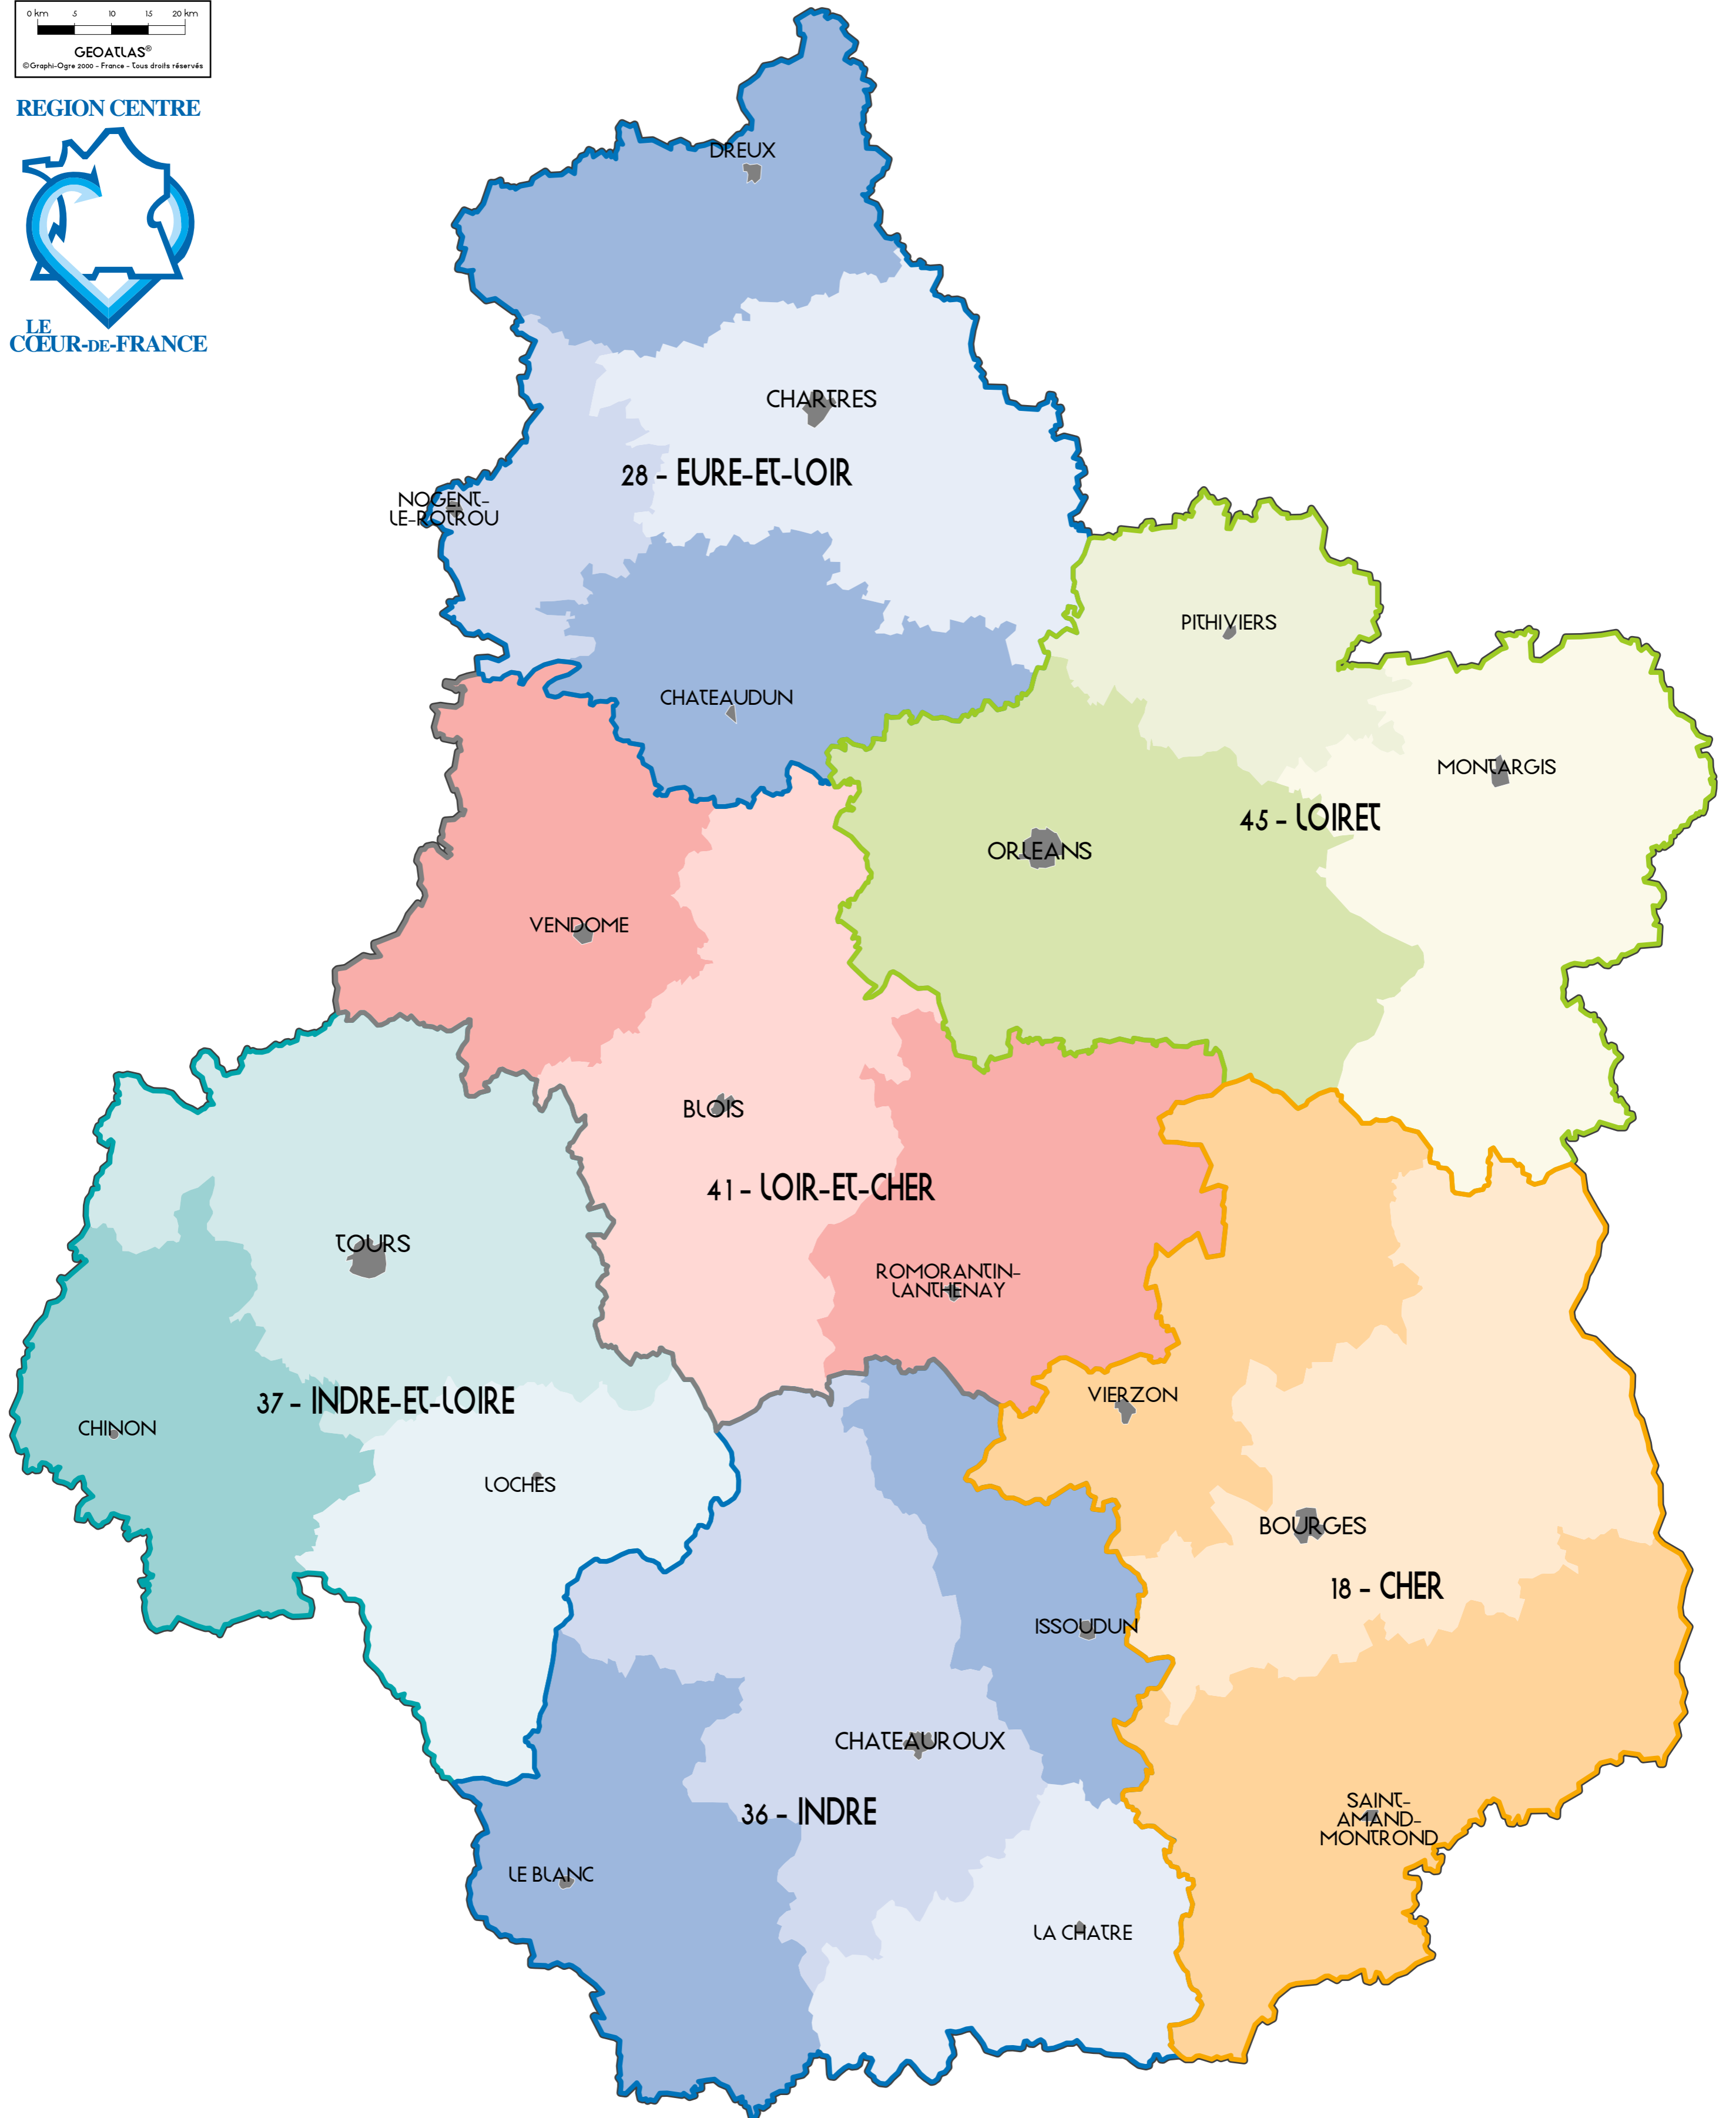 0 km 5 10 15 20 km
GEOATLAS®
©Graphi-Ogre 2000 - France - Tous droits réservés
REGION CENTRE
LE
CŒUR-DE-FRANCE
DREUX
CHARTRES
28 - EURE-ET-LOIR
NOGENT-
LE-ROTROU
PITHIVIERS
CHATEAUDUN
MONTARGIS
45 - LOIRET
ORLEANS
VENDOME
BLOIS
41 - LOIR-ET-CHER
TOURS
ROMORANTIN-
LANTHENAY
VIERZON
37 - INDRE-ET-LOIRE
CHINON
LOCHES
BOURGES
18 - CHER
ISSOUDUN
CHATEAUROUX
36 - INDRE
SAINT-
AMAND-
MONTROND
LE BLANC
LA CHATRE